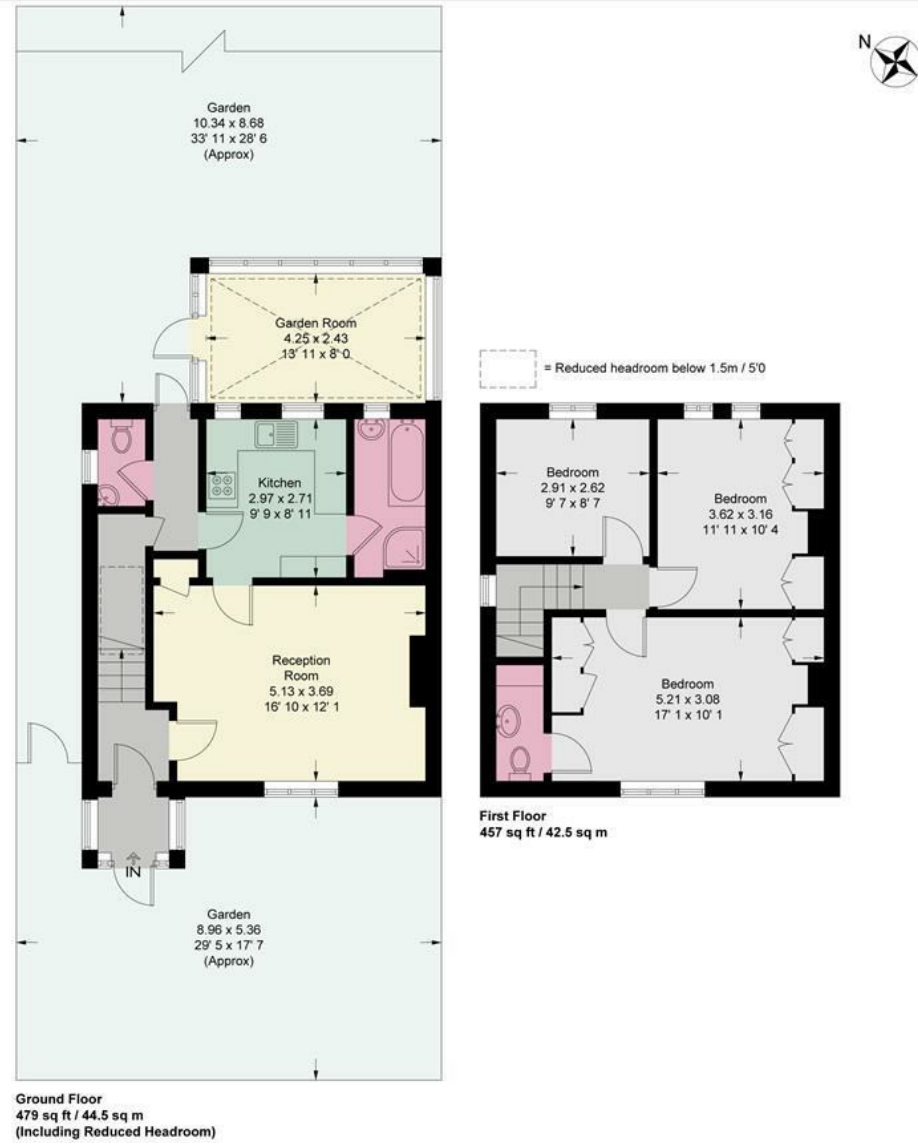 N
Garden
10.34 x 8.68
33' 11 x 28' 6
(Approx)
Garden Room
4.25 x 2.43
13' 11 x 8' 0
= Reduced headroom below 1.5m / 5'0
Kitchen
2.97 x 2.71
9' 9 x 8' 11
Bedroom
2.91 x 2.62
9' 7 x 8' 7
Bedroom
3.62 x 3.16
11' 11 x 10' 4
Reception
Room
5.13 x 3.69
16' 10 x 12' 1
Bedroom
5.21 x 3.08
17' 1 x 10' 1
IN
First Floor
457 sq ft / 42.5 sq m
Garden
8.96 x 5.36
29' 5 x 17' 7
(Approx)
Ground Floor
479 sq ft / 44.5 sq m
(Including Reduced Headroom)